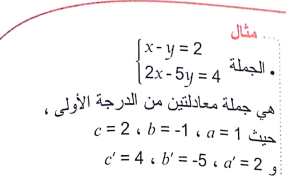 مثال
• الجملة { x - y = 2
2x - 5y = 4
هي جملة معادلتين من الدرجة الأولى ،
حيث a = 1 ، b = -1 ، c = 2
و a′ = 2 ، b′ = -5 ، c′ = 4